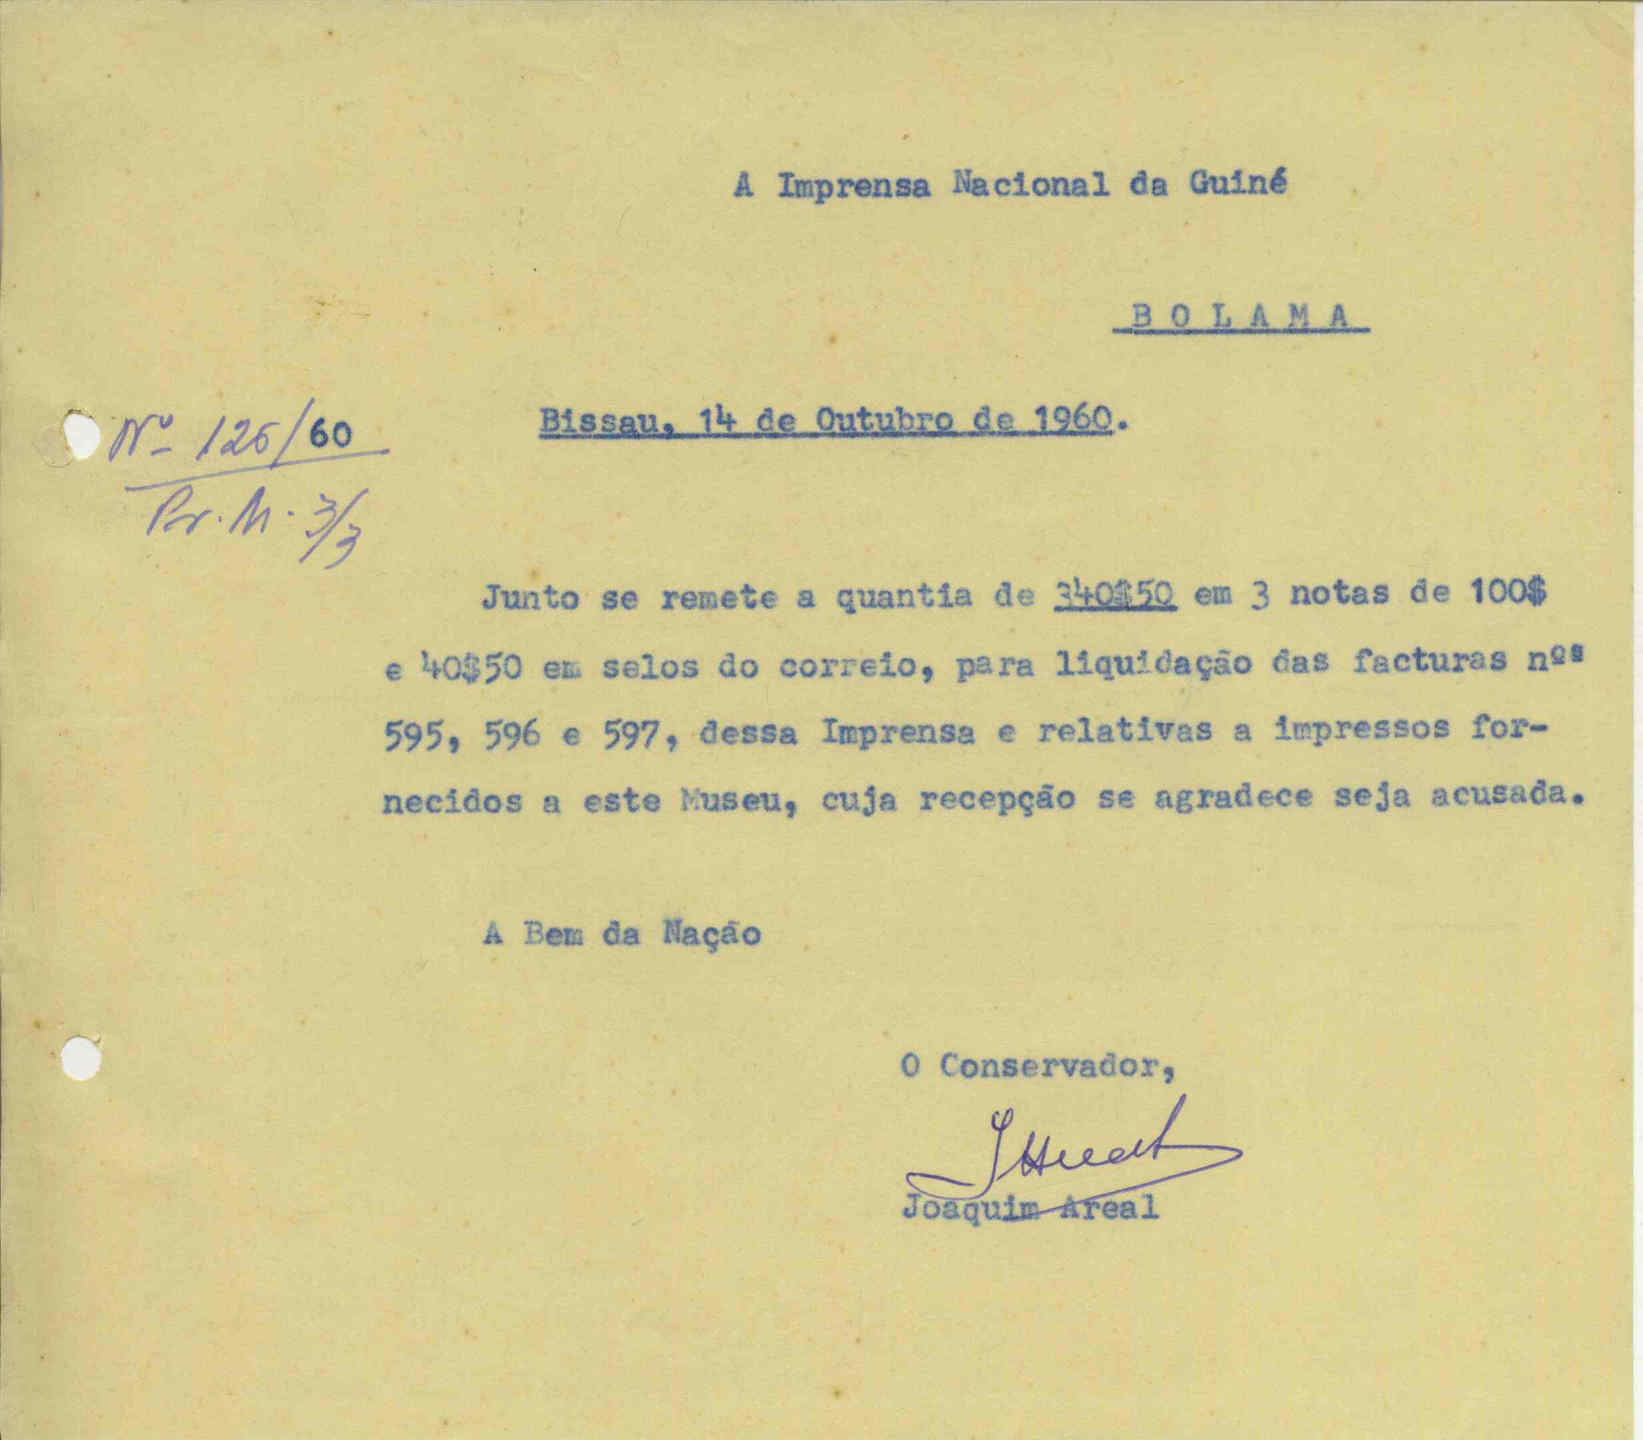 A Imprensa Nacional da Guiné
B O L A M A
Nº 126/60
Bissau, 14 de Outubro de 1960.
Pr. M. 3/3
Junto se remete a quantia de 340$50 em 3 notas de 100$
e 40$50 em selos do correio, para liquidação das facturas nºs
595, 596 e 597, dessa Imprensa e relativas a impressos for-
necidos a este Museu, cuja recepção se agradece seja acusada.
A Bem da Nação
O Conservador,
JAreal
Joaquim Areal